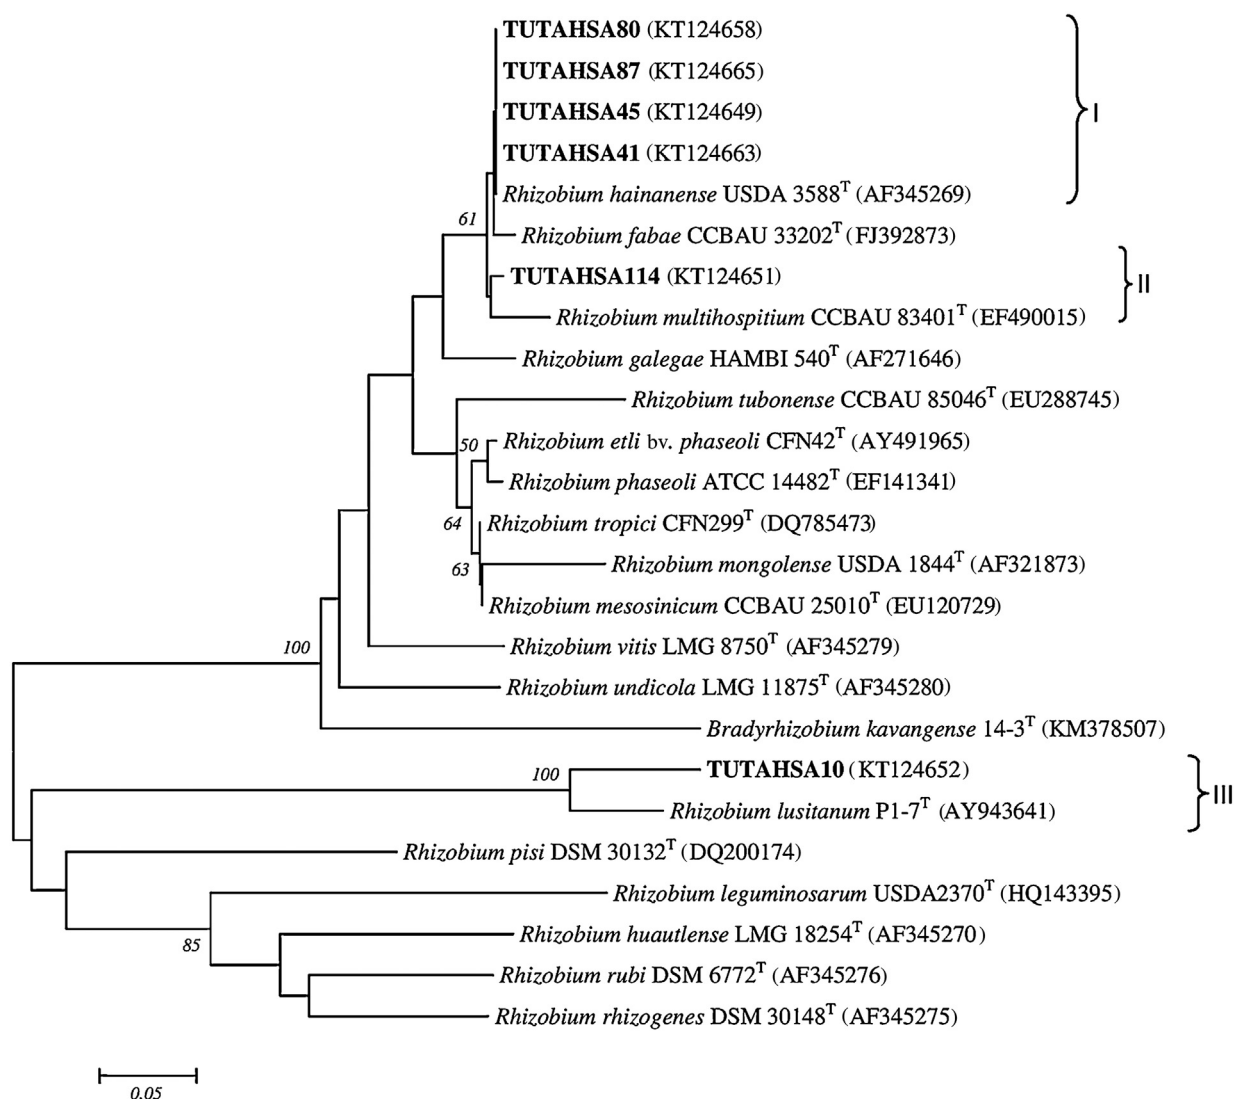 TUTAHSA80 (KT124658)
TUTAHSA87 (KT124665)
TUTAHSA45 (KT124649)
I
TUTAHSA41 (KT124663)
Rhizobium hainanense USDA 3588T (AF345269)
61
Rhizobium fabae CCBAU 33202T (FJ392873)
TUTAHSA114 (KT124651)
II
Rhizobium multihospitium CCBAU 83401T (EF490015)
Rhizobium galegae HAMBI 540T (AF271646)
Rhizobium tubonense CCBAU 85046T (EU288745)
50
Rhizobium etli bv. phaseoli CFN42T (AY491965)
Rhizobium phaseoli ATCC 14482T (EF141341)
64
Rhizobium tropici CFN299T (DQ785473)
63
Rhizobium mongolense USDA 1844T (AF321873)
Rhizobium mesosinicum CCBAU 25010T (EU120729)
100
Rhizobium vitis LMG 8750T (AF345279)
Rhizobium undicola LMG 11875T (AF345280)
Bradyrhizobium kavangense 14-3T (KM378507)
100
TUTAHSA10 (KT124652)
III
Rhizobium lusitanum P1-7T (AY943641)
Rhizobium pisi DSM 30132T (DQ200174)
Rhizobium leguminosarum USDA2370T (HQ143395)
85
Rhizobium huautlense LMG 18254T (AF345270)
Rhizobium rubi DSM 6772T (AF345276)
Rhizobium rhizogenes DSM 30148T (AF345275)
0.05